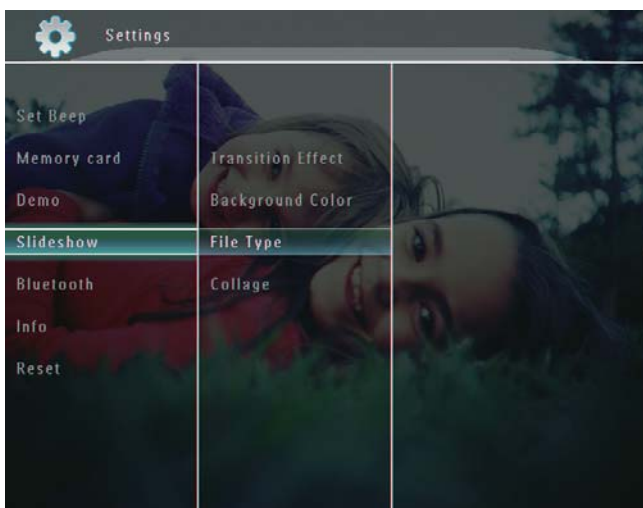 Settings
Set Beep
Memory card
Demo
Slideshow
Bluetooth
Info
Reset
Transition Effect
Background Color
File Type
Collage